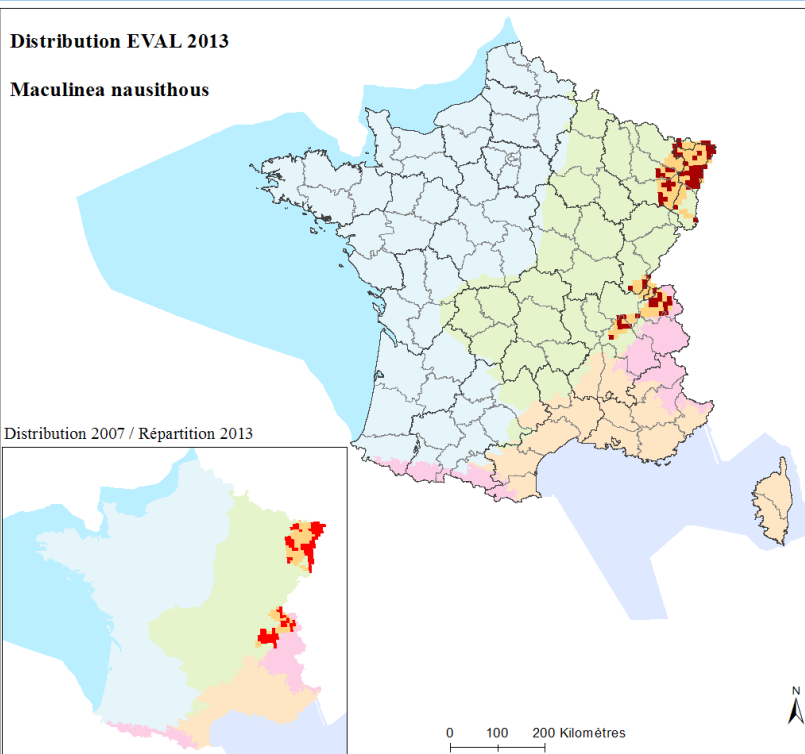 Distribution EVAL 2013
Maculinea nausithous
Distribution 2007 / Répartition 2013
N
0 100 200 Kilomètres